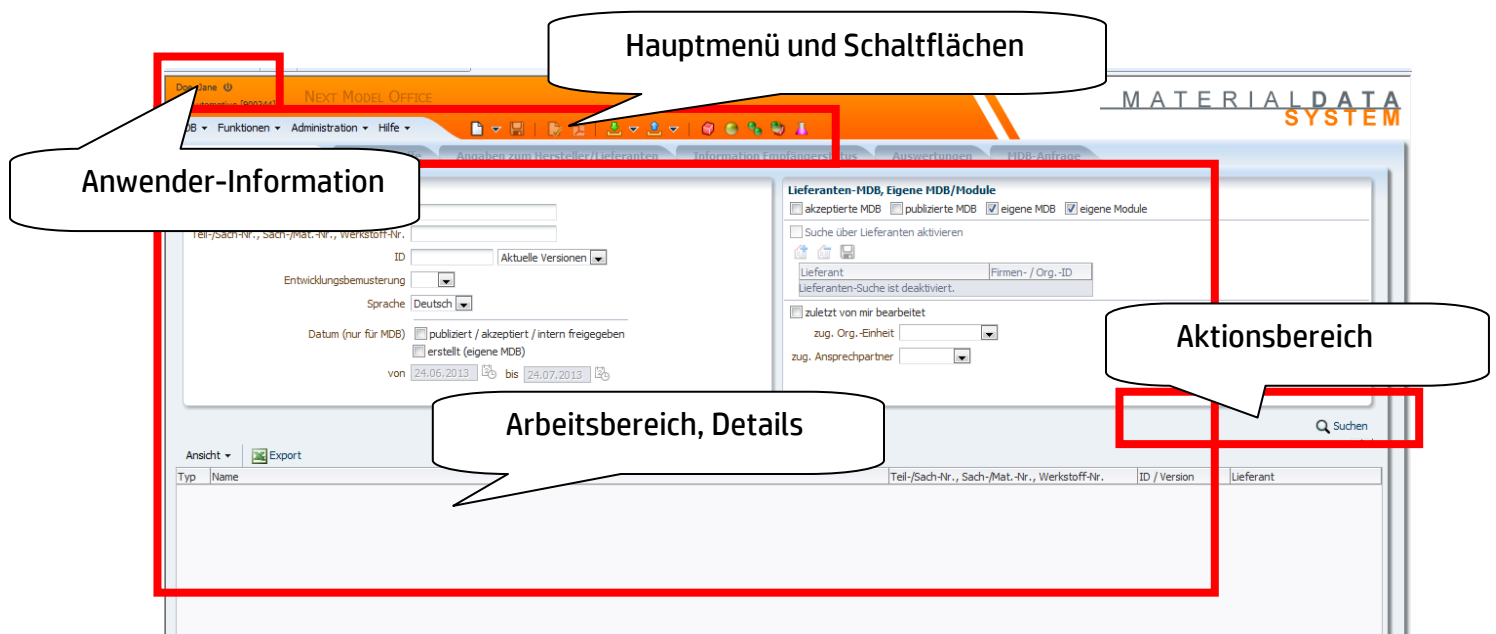 Hauptmenü und Schaltflächen
NEXT MODEL OFFICE
MATERIALDATA
SYSTEM
Funktionen Administration Hilfe
Anwender-Information
Angaben zum Hersteller/Lieferanten Information Empfängerstatus Auswertungen MDB-Anfrage
Teil-/Sach-Nr., Sach-/Mat.-Nr., Werkstoff-Nr.
ID Aktuelle Versionen
Entwicklungsbemusterung
Sprache Deutsch
Datum (nur für MDB) publiziert / akzeptiert / intern freigegeben
erstellt (eigene MDB)
von 24.06.2013 bis 24.07.2013
Lieferanten-MDB, Eigene MDB/Module
akzeptierte MDB publizierte MDB eigene MDB eigene Module
Suche über Lieferanten aktivieren
Lieferant Firmen- / Org.-ID
Lieferanten-Suche ist deaktiviert.
zuletzt von mir bearbeitet
zug. Org.-Einheit
zug. Ansprechpartner
Aktionsbereich
Arbeitsbereich, Details
Suchen
Ansicht Export
Typ Name Teil-/Sach-Nr., Sach-/Mat.-Nr., Werkstoff-Nr. ID / Version Lieferant